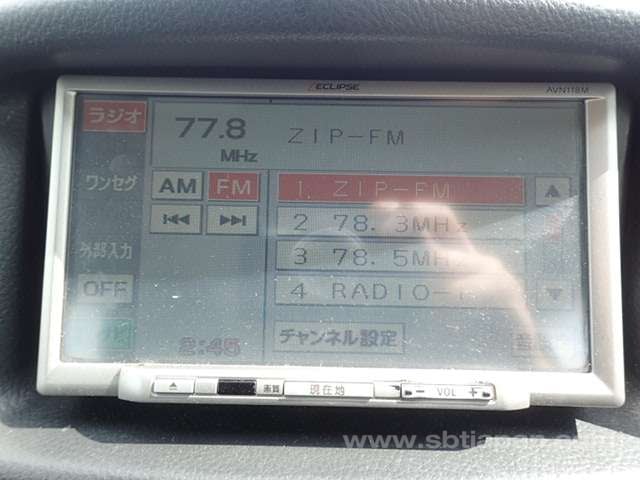 ECLIPSE
AVN118M
ラジオ
77.8
MHz
ZIP-FM
ワンセグ
AM
FM
1. ZIP-FM
2 78.3MHz
外部入力
3 78.5MHz
OFF
4 RADIO-i
2:45
チャンネル設定
画質
現在地
- VOL +
www.sbtjapan.com